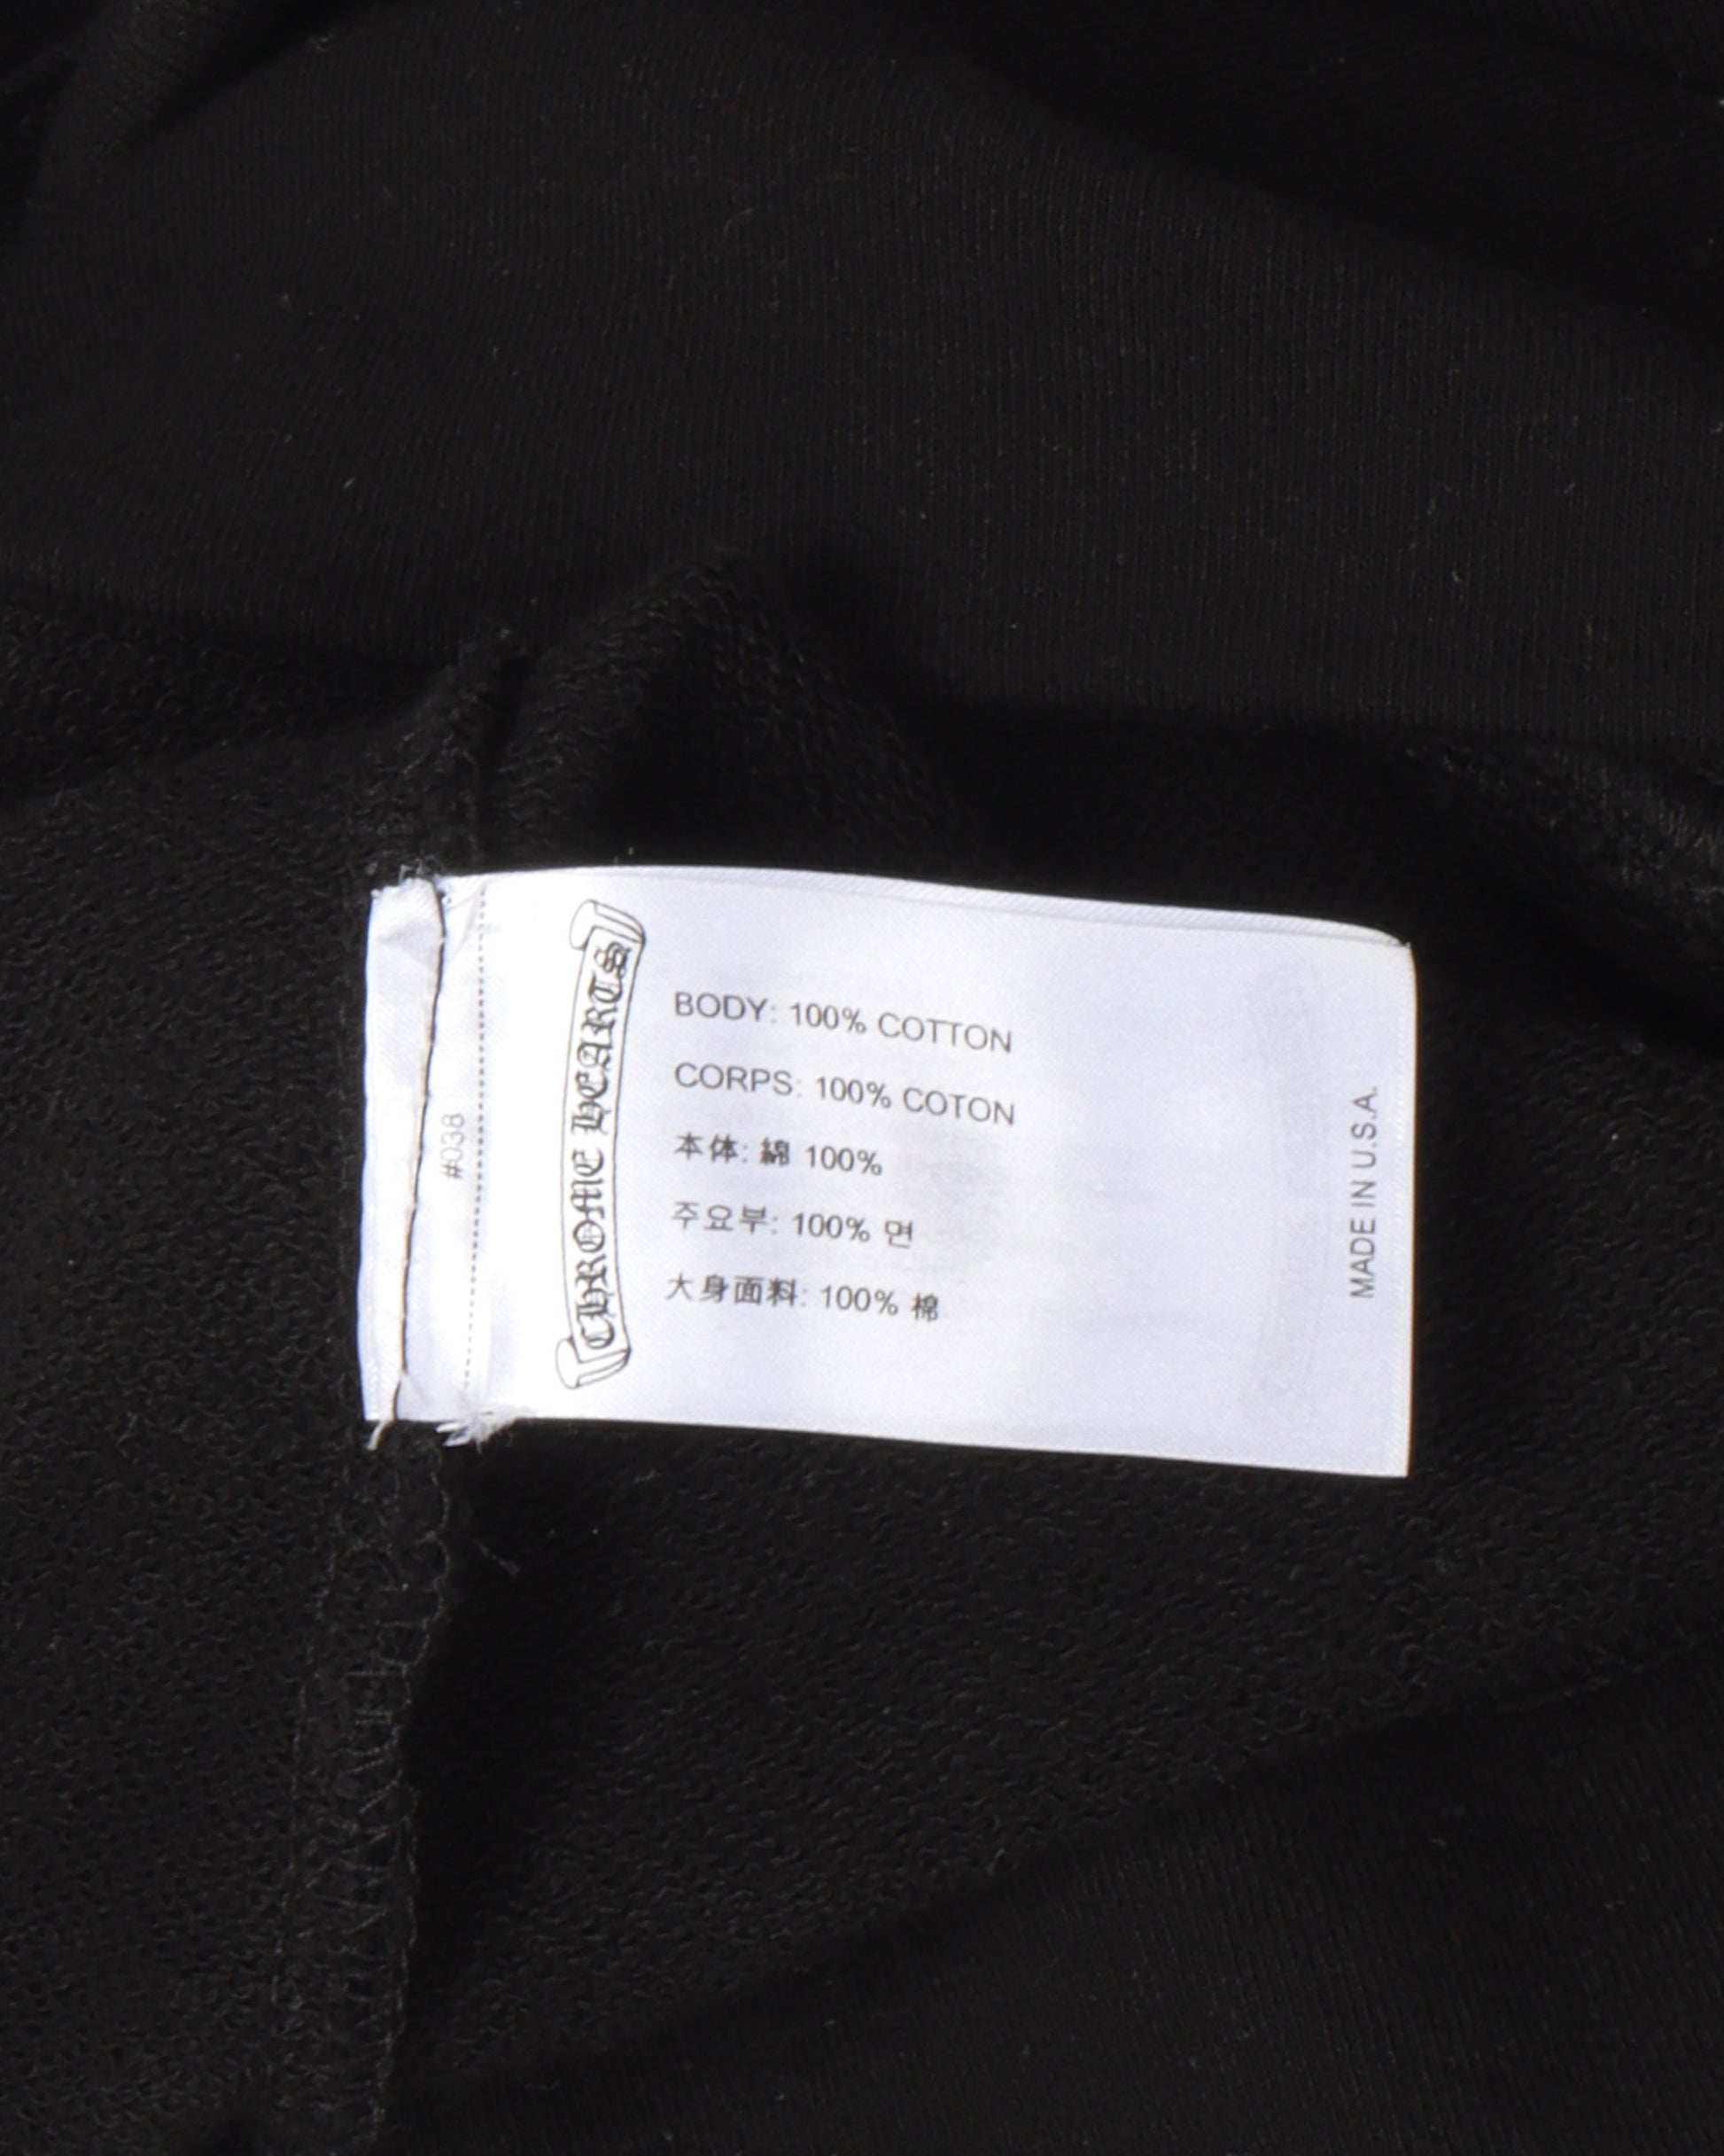 #038
CHROME HEARTS
BODY: 100% COTTON
CORPS: 100% COTON
本体: 綿 100%
주요부: 100% 면
大身面料: 100% 棉
MADE IN U.S.A.